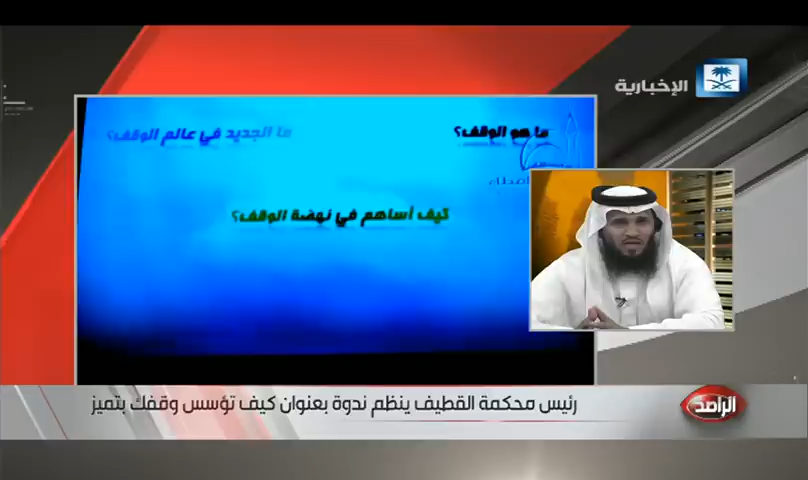 الإخبارية
ما هو الوقف؟
ما الجديد في عالم الوقف؟
كيف أساهم في نهضة الوقف؟
رئيس محكمة القطيف ينظم ندوة بعنوان كيف تؤسس وقفك بتميز
الراصد